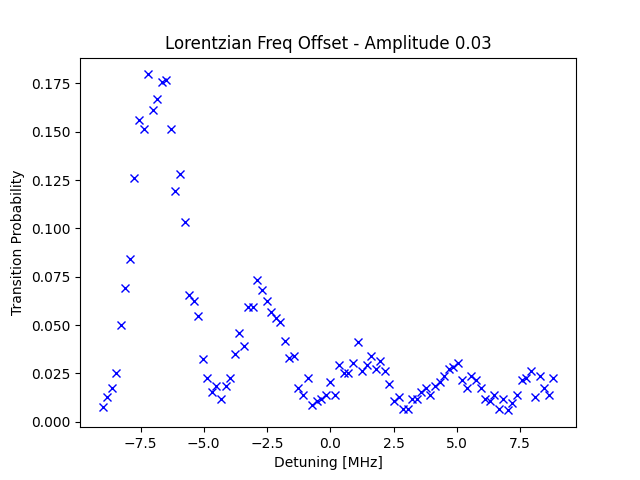 Lorentzian Freq Offset - Amplitude 0.03
0.175
0.150
0.125
0.100
0.075
0.050
0.025
0.000
Transition Probability
−7.5 −5.0 −2.5 0.0 2.5 5.0 7.5
Detuning [MHz]